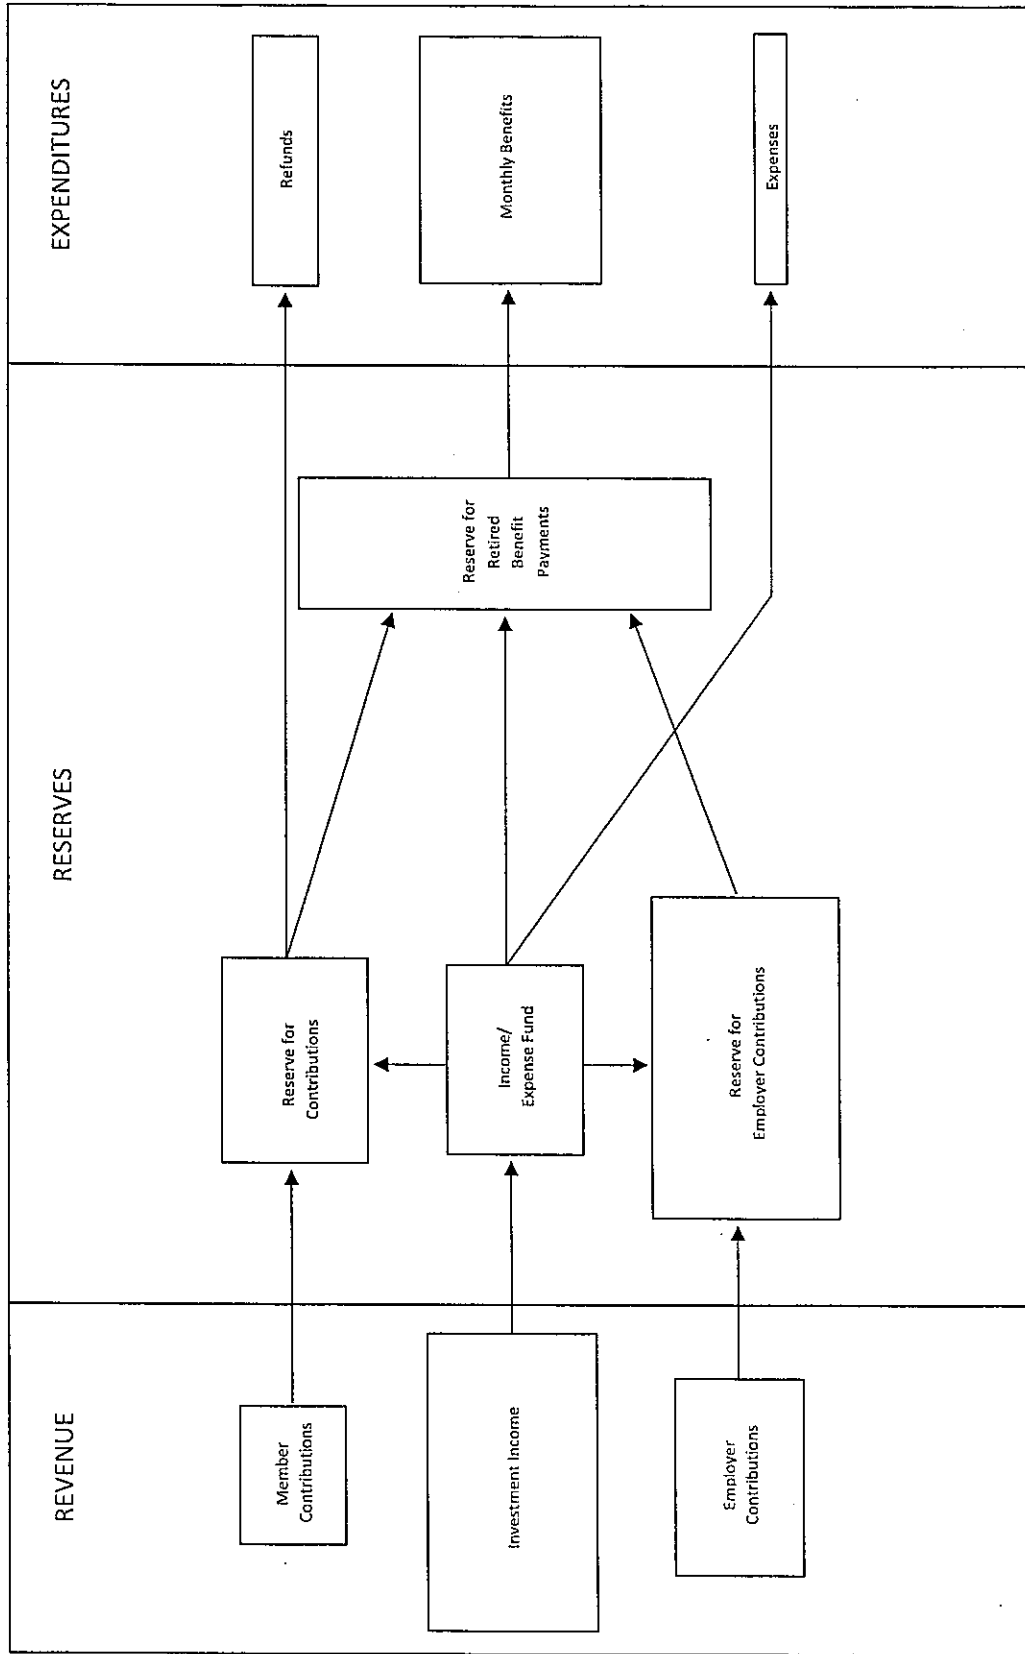 REVENUE
RESERVES
EXPENDITURES
Member
Contributions
Reserve for
Contributions
Refunds
Investment Income
Income/
Expense Fund
Reserve for
Retired
Benefit
Payments
Monthly Benefits
Employer
Contributions
Reserve for
Employer Contributions
Expenses